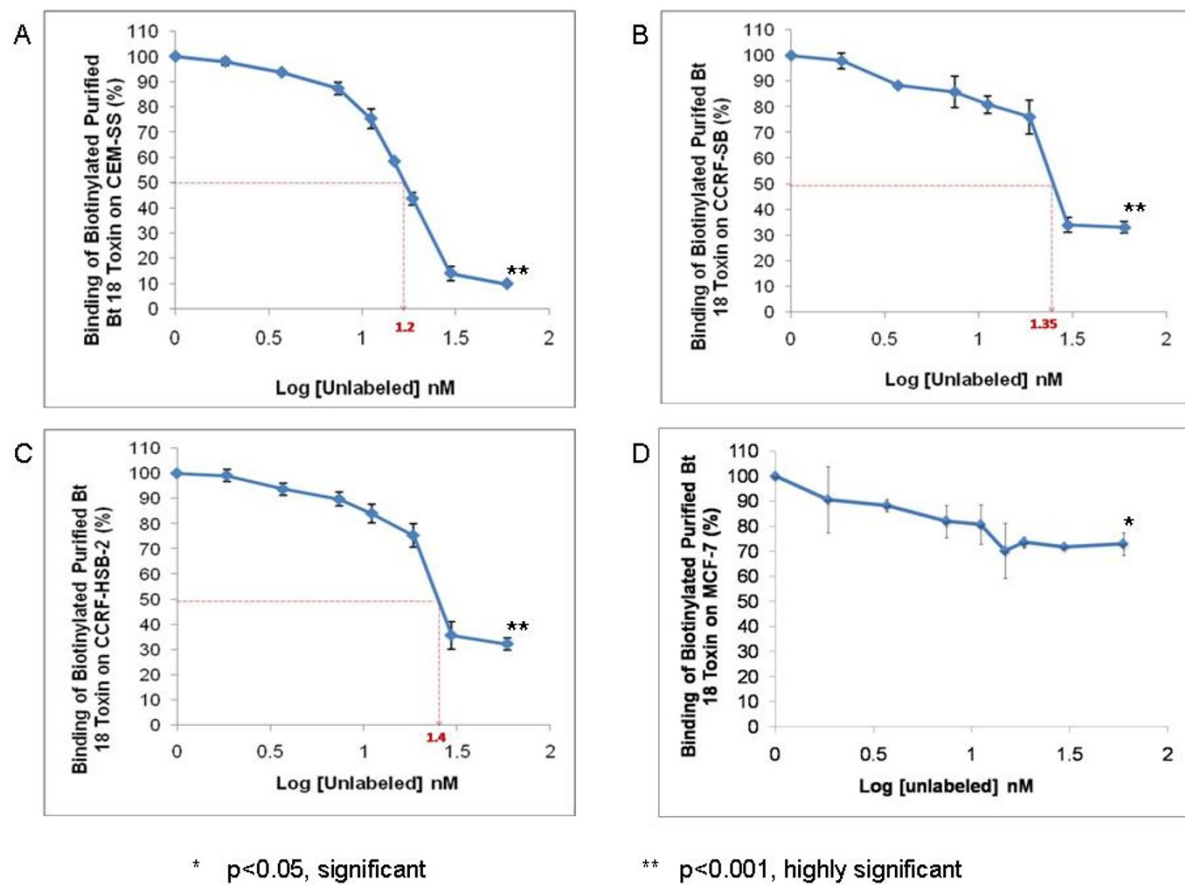 A
Binding of Biotinylated Purified
Bt 18 Toxin on CEM-SS (%)
110
100
90
80
70
60
50
40
30
20
10
0
0 0.5 1 1.5 2
1.2
**
Log [Unlabeled] nM
B
Binding of Biotinylated Purifed Bt
18 Toxin on CCRF-SB (%)
110
100
90
80
70
60
50
40
30
20
10
0
0 0.5 1 1.5 2
1.35
**
Log [Unlabeled] nM
C
Binding of Biotinylated Purified Bt
18 Toxin on CCRF-HSB-2 (%)
110
100
90
80
70
60
50
40
30
20
10
0
0 0.5 1 1.5 2
1.4
**
Log [Unlabeled] nM
D
Binding of Biotinylated Purified Bt
18 Toxin on MCF-7 (%)
110
100
90
80
70
60
50
40
30
20
10
0
0 0.5 1 1.5 2
*
Log [unlabeled] nM
* p<0.05, significant
** p<0.001, highly significant